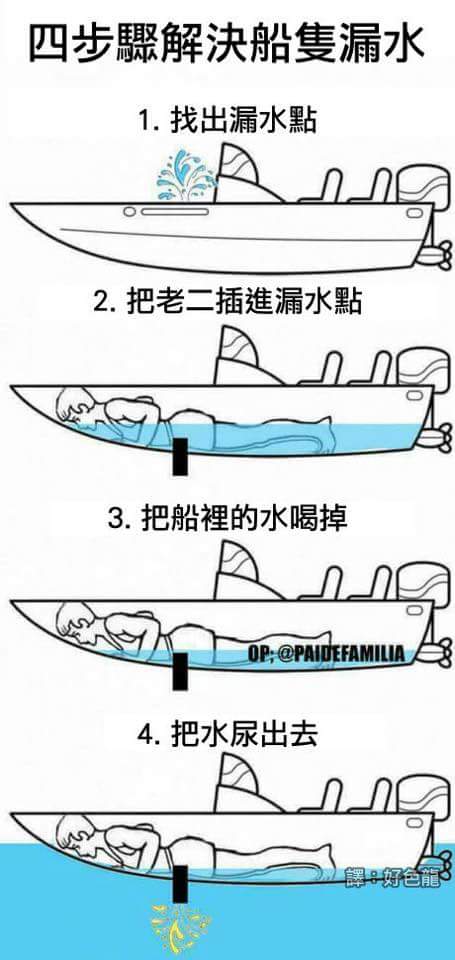 四步驟解決船隻漏水
1. 找出漏水點
2. 把老二插進漏水點
3. 把船裡的水喝掉
OP; @PAIDEFAMILIA
4. 把水尿出去
譯：好色龍